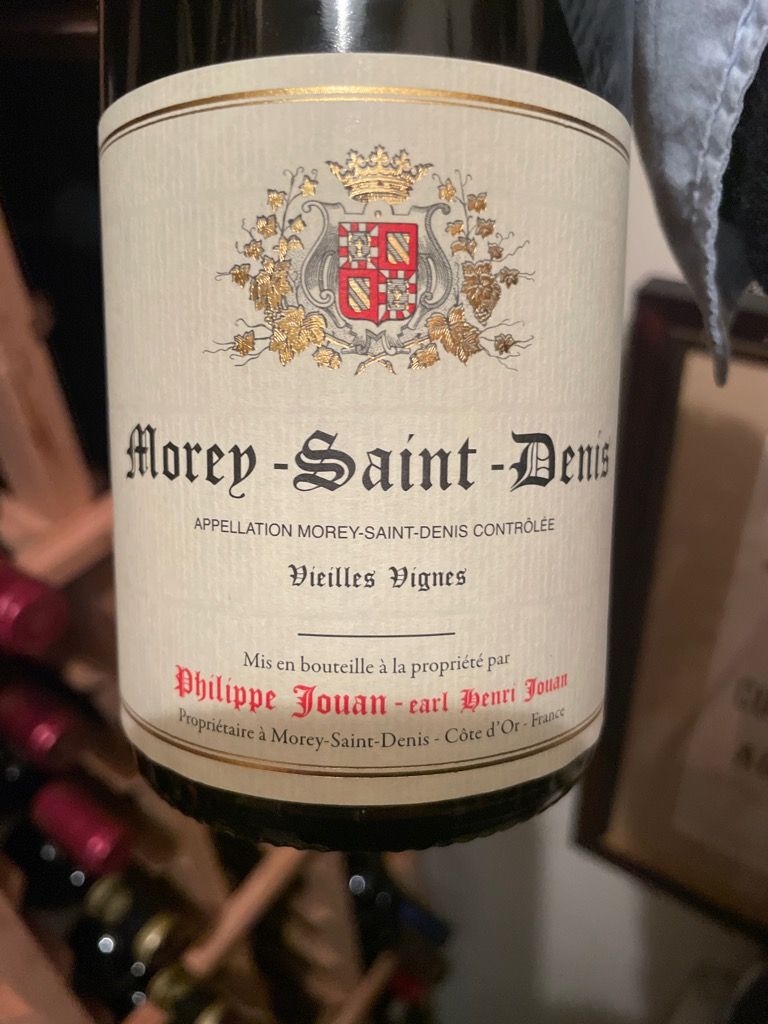 Morey-Saint-Denis
APPELLATION MOREY-SAINT-DENIS CONTRÔLÉE
Vieilles Vignes
Mis en bouteille à la propriété par
Philippe Jouan - earl Henri Jouan
Propriétaire à Morey-Saint-Denis - Côte d'Or - France